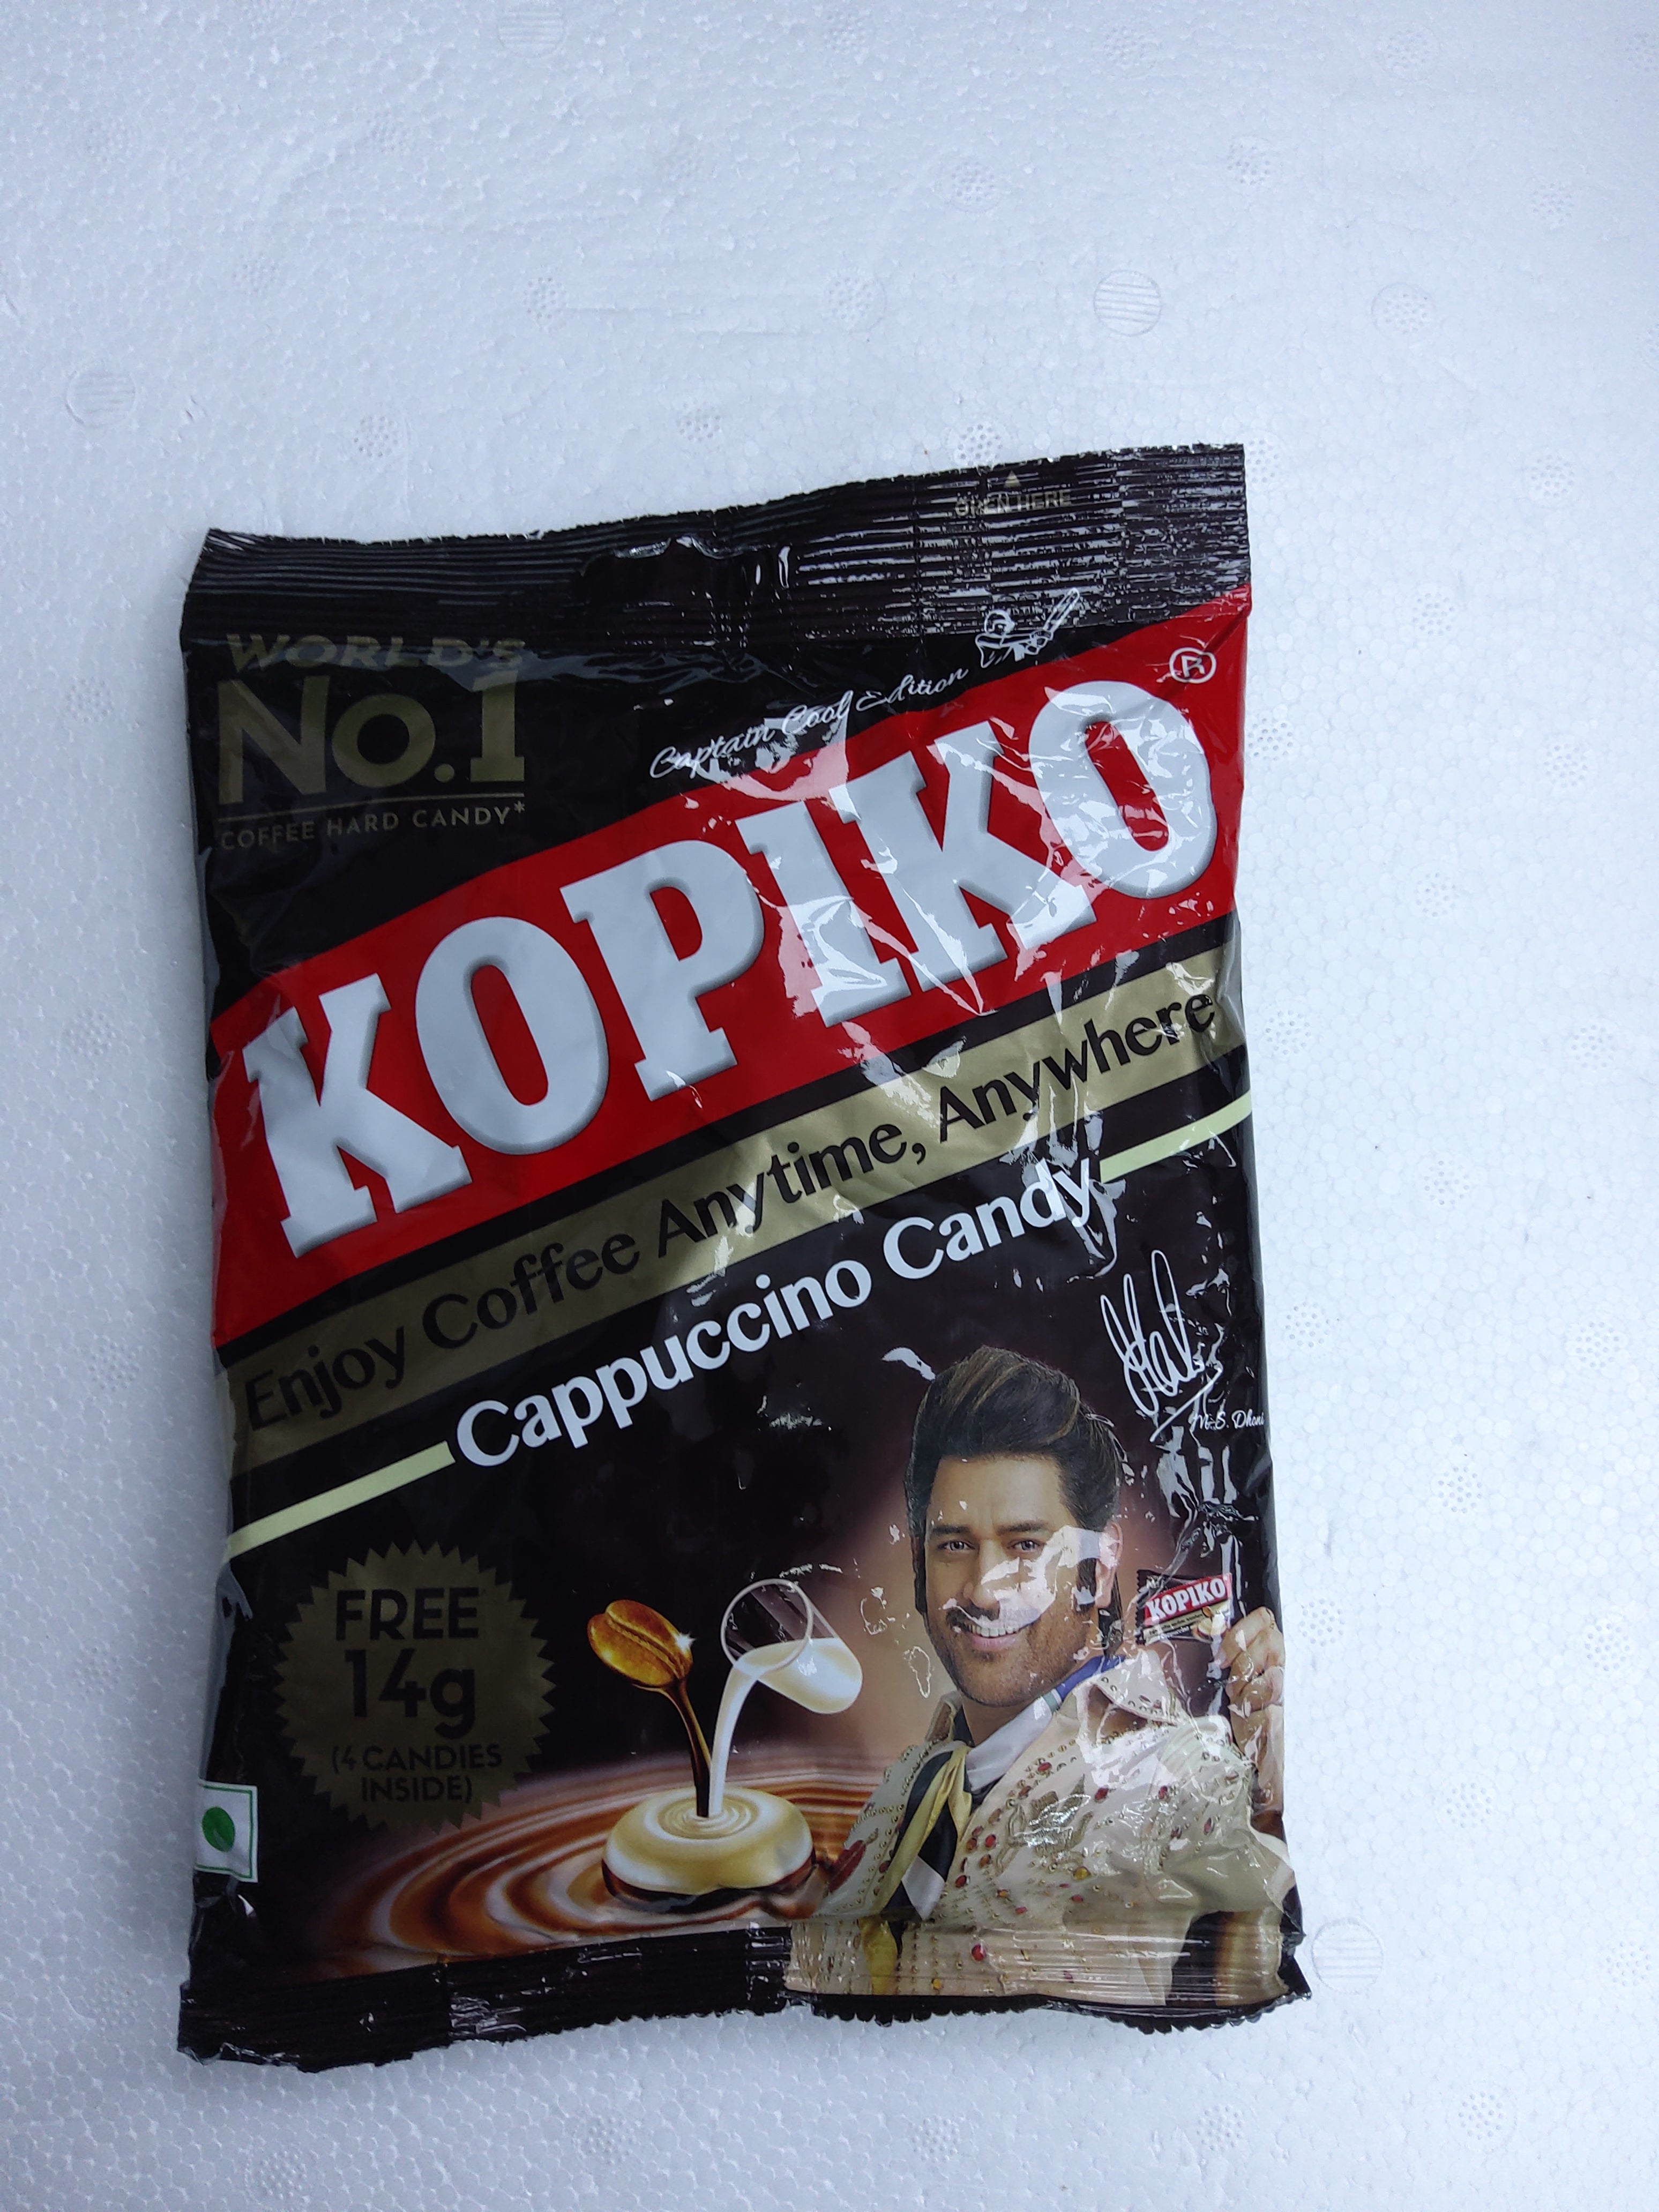 OPEN HERE
WORLD'S
No.1
COFFEE HARD CANDY*
Captain Cool Edition
KOPIKO®
Enjoy Coffee Anytime, Anywhere
Cappuccino Candy
M.S. Dhoni
FREE
14g
(4 CANDIES
INSIDE)
KOPIKO